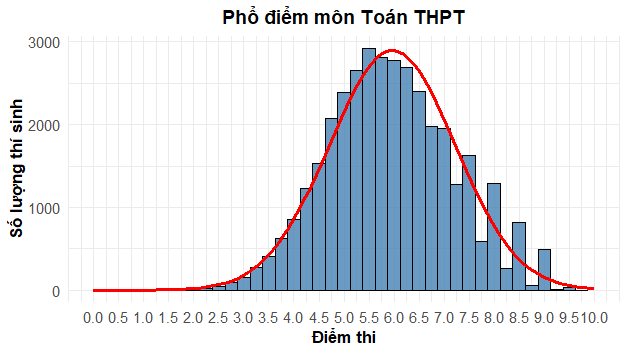 Phổ điểm môn Toán THPT
3000
2000
1000
0
Số lượng thí sinh
0.0 0.5 1.0 1.5 2.0 2.5 3.0 3.5 4.0 4.5 5.0 5.5 6.0 6.5 7.0 7.5 8.0 8.5 9.0 9.510.0
Điểm thi